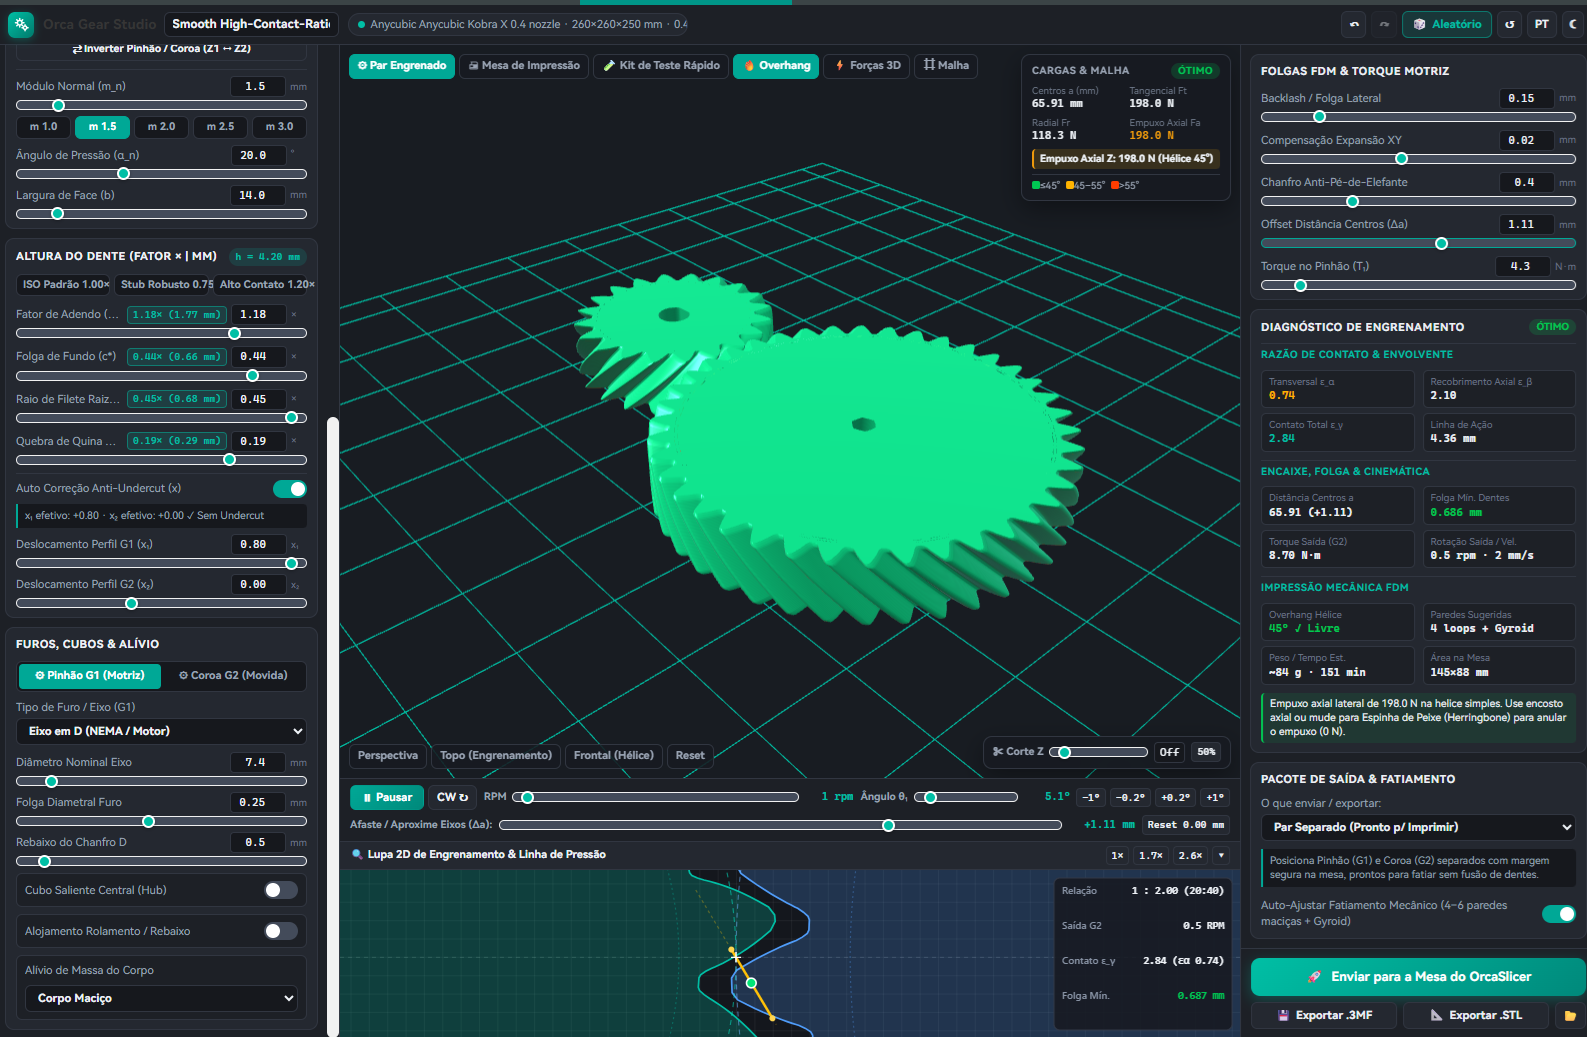 Orca Gear Studio
Smooth High-Contact-Ratio
Anycubic Anycubic Kobra X 0.4 nozzle · 260×260×250 mm · 0.4
Aleatório
PT
⇄ Inverter Pinhão / Coroa (Z1 ↔ Z2)
Módulo Normal (m_n) 1.5 mm
m 1.0 m 1.5 m 2.0 m 2.5 m 3.0
Ângulo de Pressão (α_n) 20.0 °
Largura de Face (b) 14.0 mm
ALTURA DO DENTE (FATOR × | MM) h = 4.20 mm
ISO Padrão 1.00× Stub Robusto 0.75 Alto Contato 1.20×
Fator de Adendo (... 1.18× (1.77 mm) 1.18 ×
Folga de Fundo (c*) 0.44× (0.66 mm) 0.44 ×
Raio de Filete Raiz... 0.45× (0.68 mm) 0.45 ×
Quebra de Quina ... 0.19× (0.29 mm) 0.19 ×
Auto Correção Anti-Undercut (x)
x₁ efetivo: +0.80 · x₂ efetivo: +0.00 ✓ Sem Undercut
Deslocamento Perfil G1 (x₁) 0.80 x₁
Deslocamento Perfil G2 (x₂) 0.00 x₂
FUROS, CUBOS & ALÍVIO
Pinhão G1 (Motriz) Coroa G2 (Movida)
Tipo de Furo / Eixo (G1)
Eixo em D (NEMA / Motor)
Diâmetro Nominal Eixo 7.4 mm
Folga Diametral Furo 0.25 mm
Rebaixo do Chanfro D 0.5 mm
Cubo Saliente Central (Hub)
Alojamento Rolamento / Rebaixo
Alívio de Massa do Corpo
Corpo Maciço
Par Engrenado Mesa de Impressão Kit de Teste Rápido Overhang Forças 3D Malha
CARGAS & MALHA ÓTIMO
Centros a (mm) Tangencial Ft
65.91 mm 198.0 N
Radial Fr Empuxo Axial Fa
118.3 N 198.0 N
Empuxo Axial Z: 198.0 N (Hélice 45°)
≤45° 45–55° >55°
Perspectiva Topo (Engrenamento) Frontal (Hélice) Reset
Corte Z Off 50%
Pausar CW ↻ RPM 1 rpm Ângulo θ₁ 5.1° −1° −0.2° +0.2° +1°
Afaste / Aproxime Eixos (Δa): +1.11 mm Reset 0.00 mm
Lupa 2D de Engrenamento & Linha de Pressão 1× 1.7× 2.6× ▾
Relação 1 : 2.00 (20:40)
Saída G2 0.5 RPM
Contato ε_γ 2.84 (εα 0.74)
Folga Mín. 0.687 mm
FOLGAS FDM & TORQUE MOTRIZ
Backlash / Folga Lateral 0.15 mm
Compensação Expansão XY 0.02 mm
Chanfro Anti-Pé-de-Elefante 0.4 mm
Offset Distância Centros (Δa) 1.11 mm
Torque no Pinhão (T₁) 4.3 N·m
DIAGNÓSTICO DE ENGRENAMENTO ÓTIMO
RAZÃO DE CONTATO & ENVOLVENTE
Transversal ε_α Recobrimento Axial ε_β
0.74 2.10
Contato Total ε_γ Linha de Ação
2.84 4.36 mm
ENCAIXE, FOLGA & CINEMÁTICA
Distância Centros a Folga Mín. Dentes
65.91 (+1.11) 0.686 mm
Torque Saída (G2) Rotação Saída / Vel.
8.70 N·m 0.5 rpm · 2 mm/s
IMPRESSÃO MECÂNICA FDM
Overhang Hélice Paredes Sugeridas
45° ✓ Livre 4 loops + Gyroid
Peso / Tempo Est. Área na Mesa
~84 g · 151 min 145×88 mm
Empuxo axial lateral de 198.0 N na helice simples. Use encosto
axial ou mude para Espinha de Peixe (Herringbone) para anular
o empuxo (0 N).
PACOTE DE SAÍDA & FATIAMENTO
O que enviar / exportar:
Par Separado (Pronto p/ Imprimir)
Posiciona Pinhão (G1) e Coroa (G2) separados com margem
segura na mesa, prontos para fatiar sem fusão de dentes.
Auto-Ajustar Fatiamento Mecânico (4–6 paredes
maciças + Gyroid)
Enviar para a Mesa do OrcaSlicer
Exportar .3MF Exportar .STL